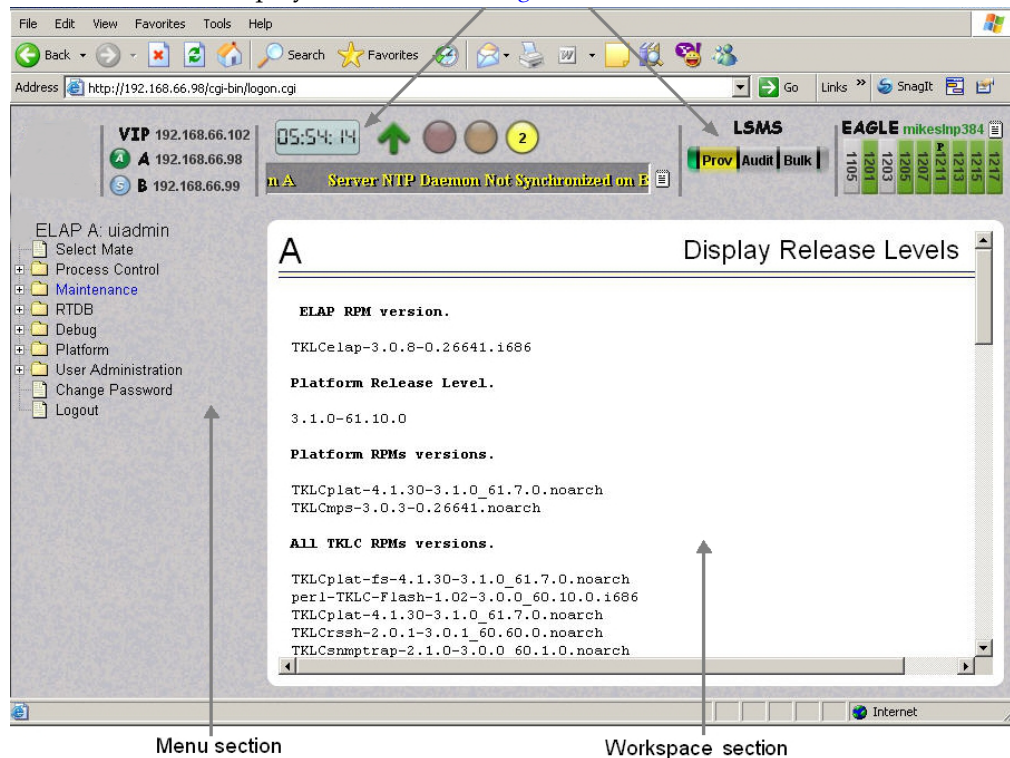 File Edit View Favorites Tools Help
Back Search Favorites
Address http://192.168.66.98/cgi-bin/logon.cgi Go Links » SnagIt
VIP 192.168.66.102
A A 192.168.66.98
S B 192.168.66.99
05:54:14
2
n A Server NTP Daemon Not Synchronized on B
LSMS
Prov Audit Bulk
EAGLE mikeslnp384
P
1105 1201 1203 1205 1207 1211 1213 1215 1217
ELAP A: uiadmin
Select Mate
Process Control
Maintenance
RTDB
Debug
Platform
User Administration
Change Password
Logout
A Display Release Levels
ELAP RPM version.
TKLCelap-3.0.8-0.26641.i686
Platform Release Level.
3.1.0-61.10.0
Platform RPMs versions.
TKLCplat-4.1.30-3.1.0_61.7.0.noarch
TKLCmps-3.0.3-0.26641.noarch
All TKLC RPMs versions.
TKLCplat-fs-4.1.30-3.1.0_61.7.0.noarch
perl-TKLC-Flash-1.02-3.0.0_60.10.0.i686
TKLCplat-4.1.30-3.1.0_61.7.0.noarch
TKLCrssh-2.0.1-3.0.1_60.60.0.noarch
TKLCsnmptrap-2.1.0-3.0.0_60.1.0.noarch
Internet
Menu section
Workspace section